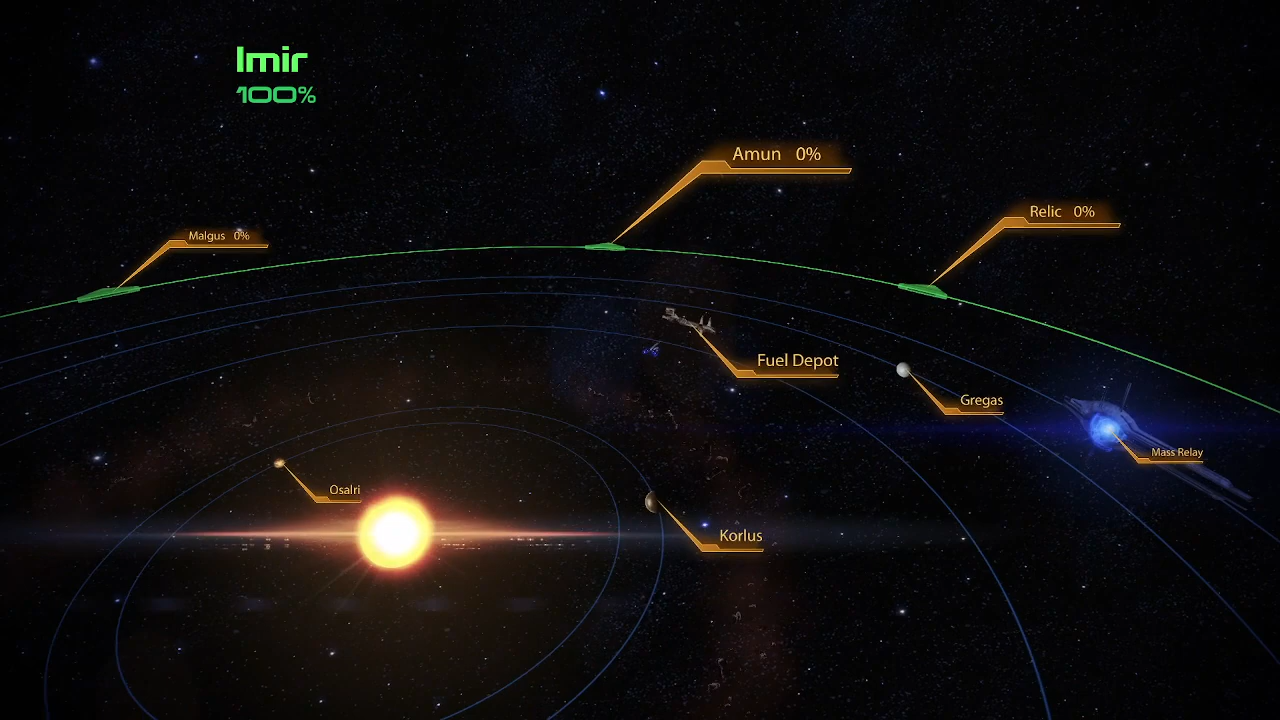 Imir
100%
Amun 0%
Relic 0%
Malgus 0%
Fuel Depot
Gregas
Mass Relay
Osalri
Korlus